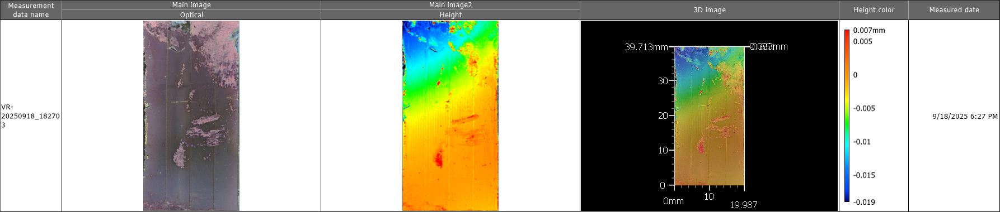 Measurement
data name
Main image
Optical
Main image2
Height
3D image
Height color
Measured date
VR-
20250918_18270
3
39.713mm
30
20
10
0
0mm
10
19.987
0.007mm
0.005
0
-0.005
-0.01
-0.015
-0.019
9/18/2025 6:27 PM